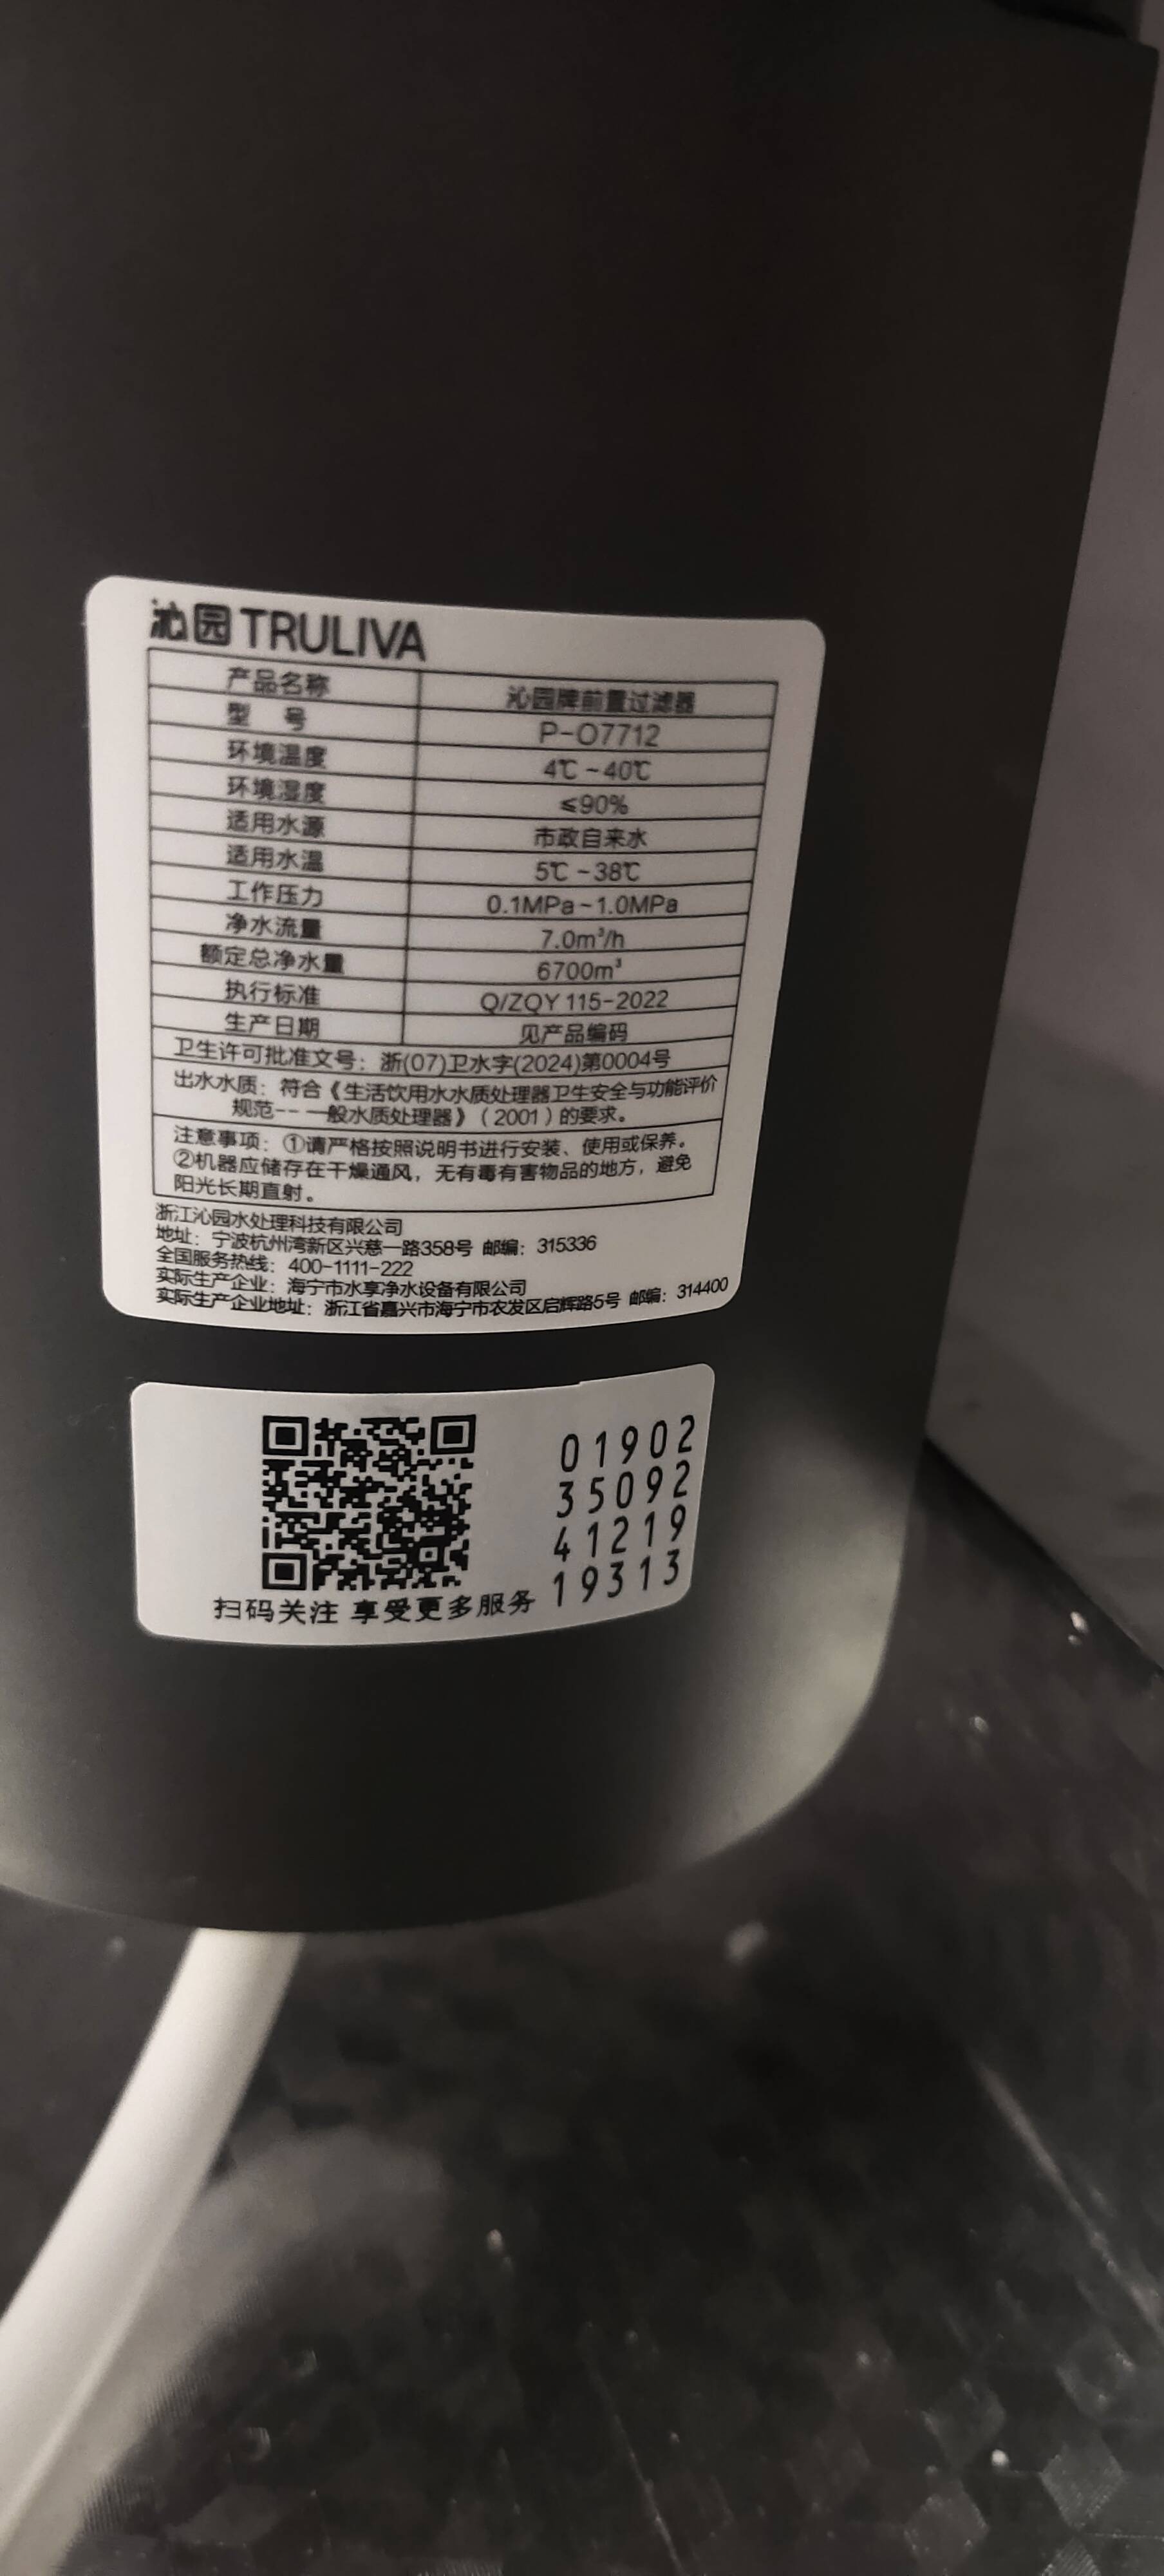 沁园 TRULIVA
产品名称 沁园牌前置过滤器
型 号 P-O7712
环境温度 4℃~40℃
环境湿度 ≤90%
适用水源 市政自来水
适用水温 5℃~38℃
工作压力 0.1MPa~1.0MPa
净水流量 7.0m³/h
额定总净水量 6700m³
执行标准 Q/ZQY 115-2022
生产日期 见产品编码
卫生许可批准文号：浙(07)卫水字(2024)第0004号
出水水质：符合《生活饮用水水质处理器卫生安全与功能评价
规范-- 一般水质处理器》（2001）的要求。
注意事项：①请严格按照说明书进行安装、使用或保养。
②机器应储存在干燥通风，无有毒有害物品的地方，避免
阳光长期直射。
浙江沁园水处理科技有限公司
地址：宁波杭州湾新区兴慈一路358号 邮编：315336
全国服务热线：400-1111-222
实际生产企业：海宁市水享净水设备有限公司
实际生产企业地址：浙江省嘉兴市海宁市农发区启辉路5号 邮编：314400
01902
35092
41219
19313
扫码关注 享受更多服务